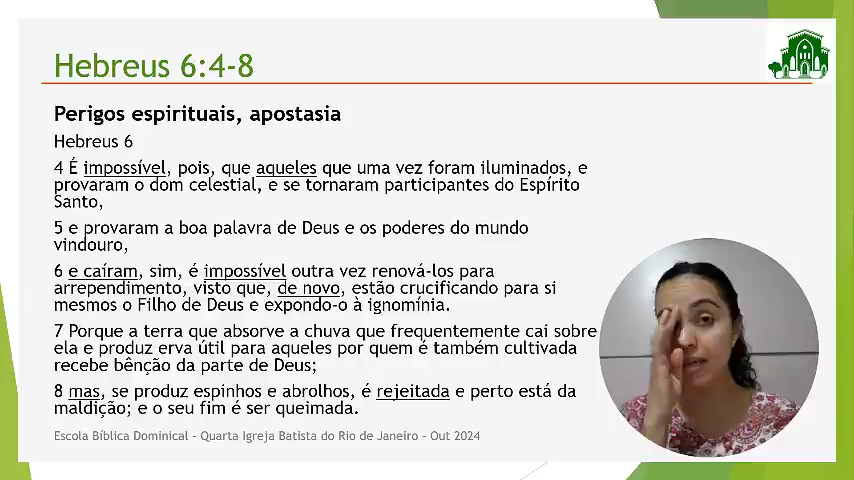 Hebreus 6:4-8
Perigos espirituais, apostasia
Hebreus 6
4 É impossível, pois, que aqueles que uma vez foram iluminados, e
provaram o dom celestial, e se tornaram participantes do Espírito
Santo,
5 e provaram a boa palavra de Deus e os poderes do mundo
vindouro,
6 e caíram, sim, é impossível outra vez renová-los para
arrependimento, visto que, de novo, estão crucificando para si
mesmos o Filho de Deus e expondo-o à ignomínia.
7 Porque a terra que absorve a chuva que frequentemente cai sobre
ela e produz erva útil para aqueles por quem é também cultivada
recebe bênção da parte de Deus;
8 mas, se produz espinhos e abrolhos, é rejeitada e perto está da
maldição; e o seu fim é ser queimada.
Escola Bíblica Dominical – Quarta Igreja Batista do Rio de Janeiro – Out 2024